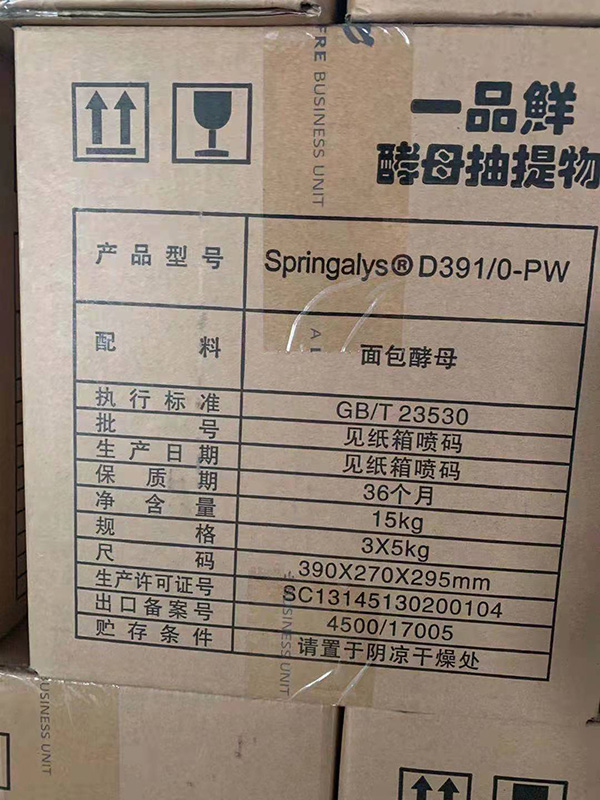 FRE BUSINESS UNIT
一品鲜
酵母抽提物
产品型号 Springalys® D391/0-PW
配料 面包酵母
执行标准 GB/T 23530
批号 见纸箱喷码
生产日期 见纸箱喷码
保质期 36个月
净含量 15kg
规格 3X5kg
尺码 390X270X295mm
生产许可证号 SC13145130200104
出口备案号 4500/17005
贮存条件 请置于阴凉干燥处
BUSINESS UNIT
USINESS UNIT